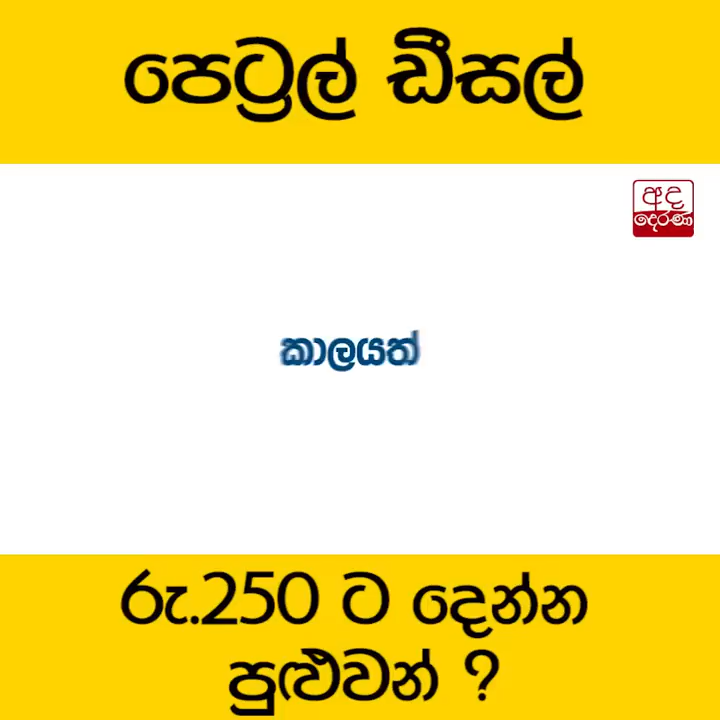 පෙට්‍රල් ඩීසල්
අද
දෙරණ
කාලයත්
රු.250 ට දෙන්න
පුළුවන් ?